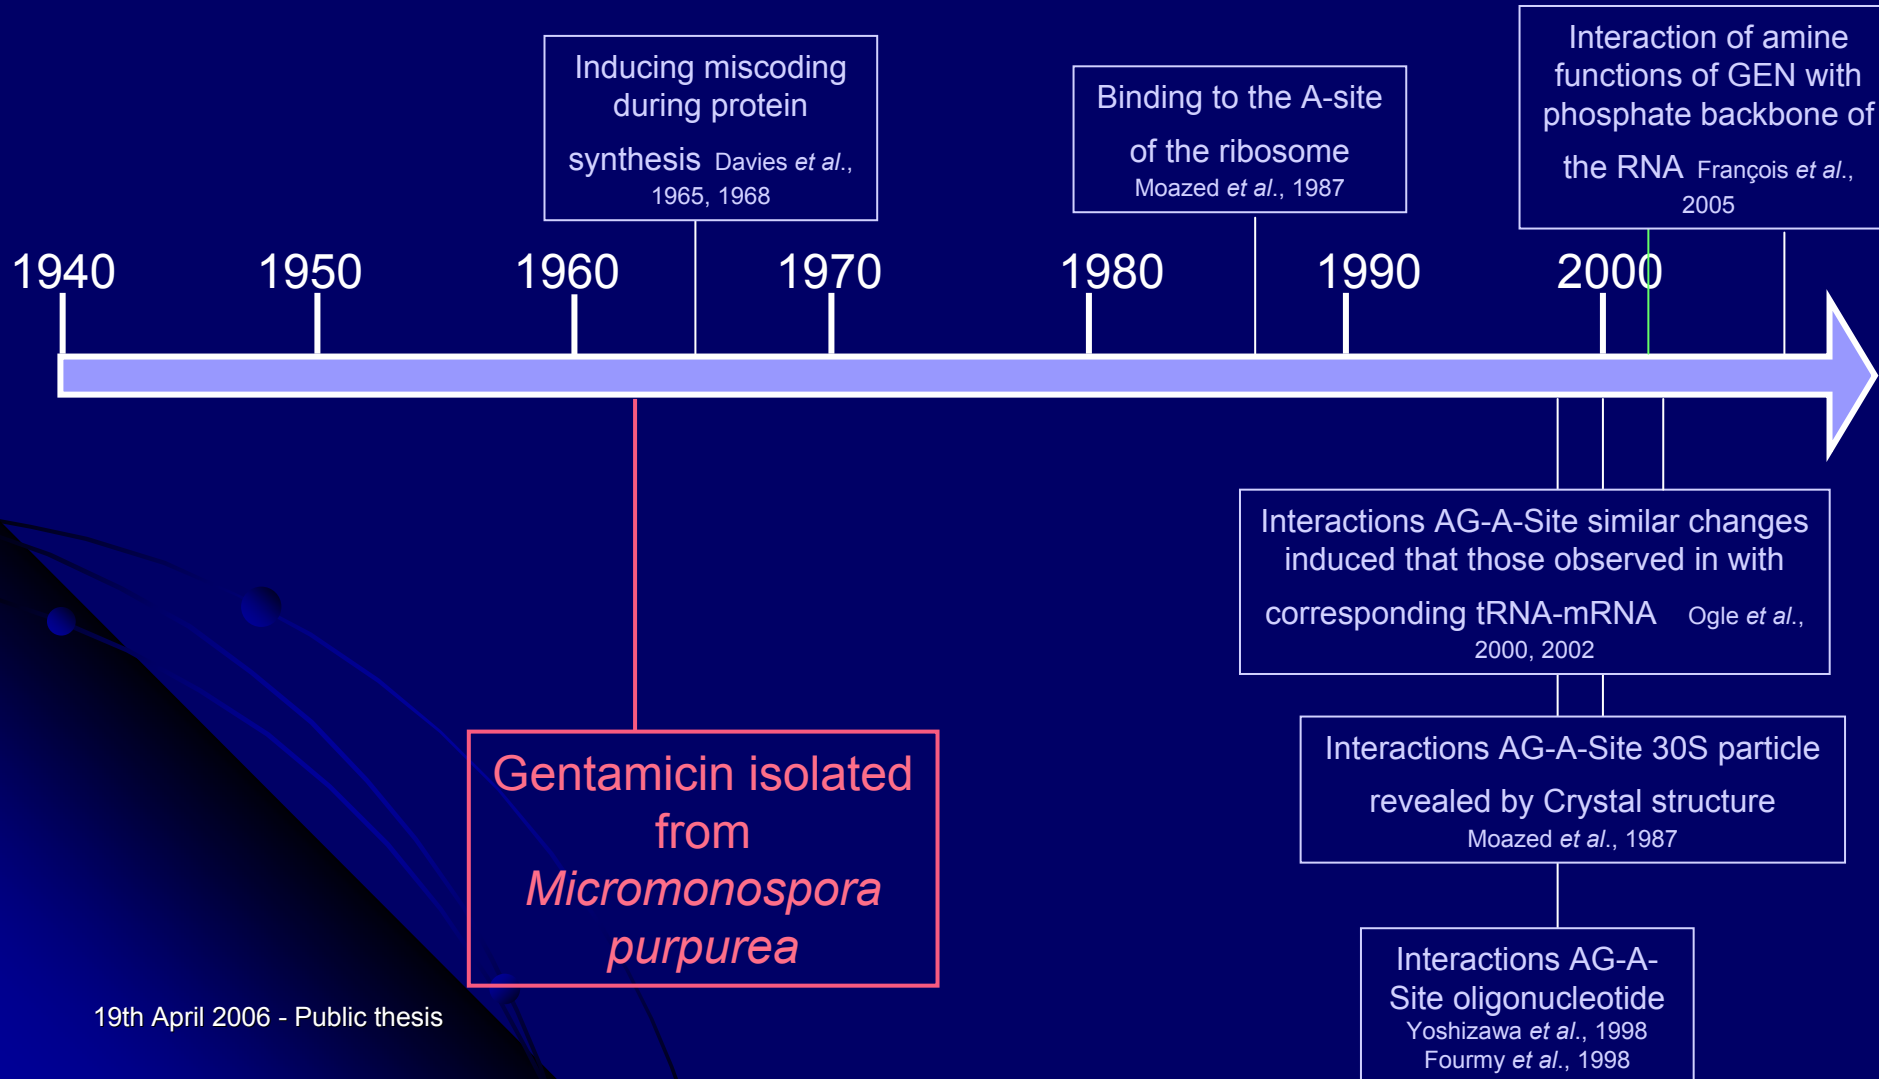 Inducing miscoding
during protein
synthesis Davies et al.,
1965, 1968
Binding to the A-site
of the ribosome
Moazed et al., 1987
Interaction of amine
functions of GEN with
phosphate backbone of
the RNA François et al.,
2005
1940 1950 1960 1970 1980 1990 2000
Interactions AG-A-Site similar changes
induced that those observed in with
corresponding tRNA-mRNA Ogle et al.,
2000, 2002
Interactions AG-A-Site 30S particle
revealed by Crystal structure
Moazed et al., 1987
Gentamicin isolated
from
Micromonospora
purpurea
Interactions AG-A-
Site oligonucleotide
Yoshizawa et al., 1998
Fourmy et al., 1998
19th April 2006 - Public thesis